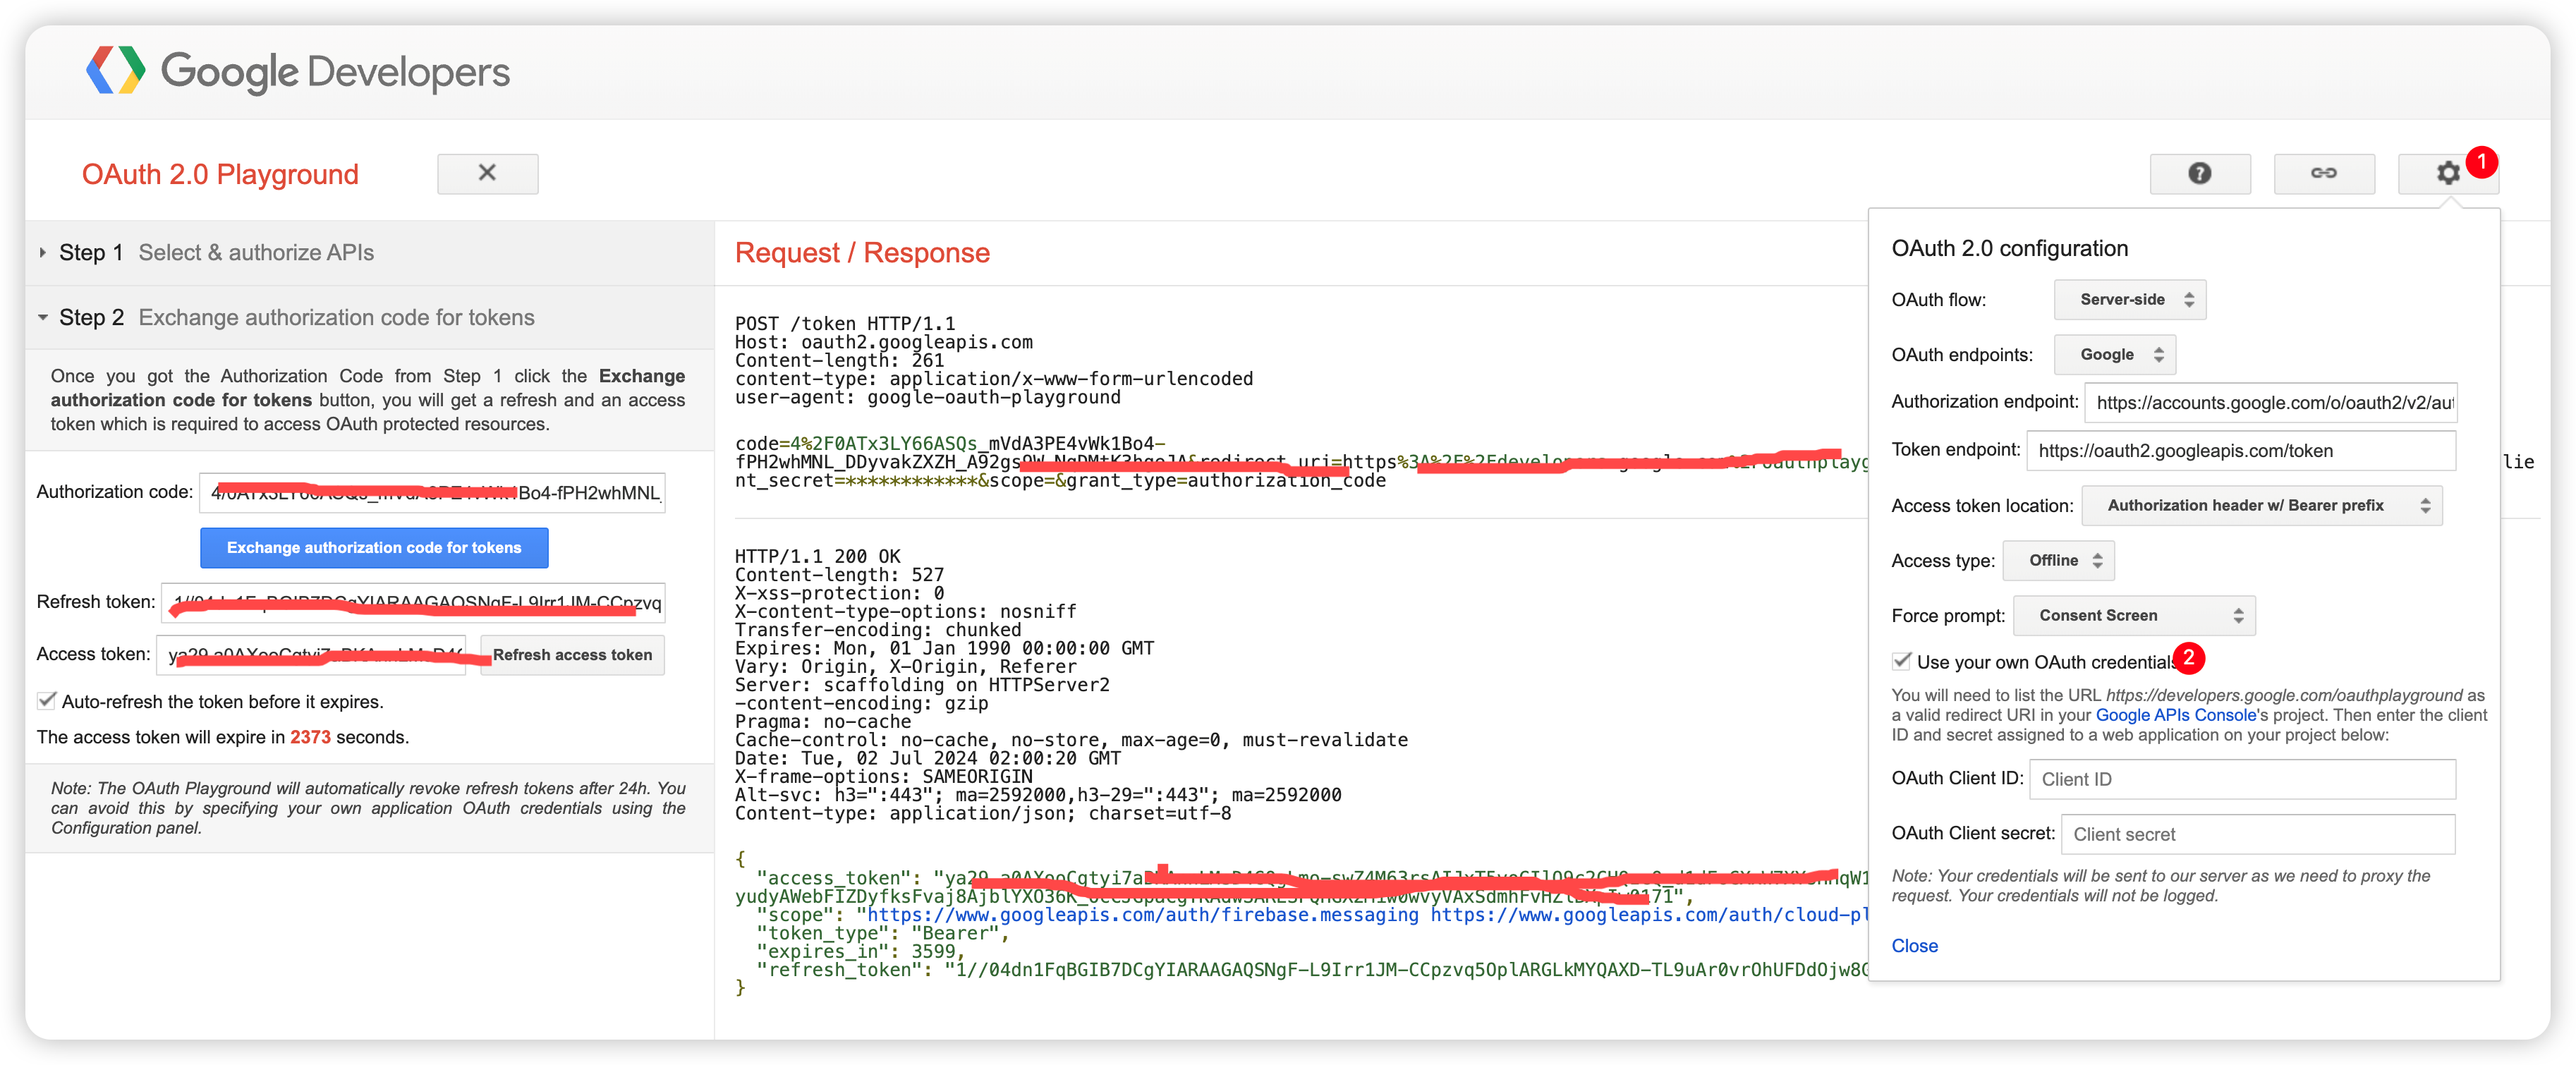 Google Developers
OAuth 2.0 Playground
1
Step 1 Select & authorize APIs
Step 2 Exchange authorization code for tokens
Once you got the Authorization Code from Step 1 click the Exchange
authorization code for tokens button, you will get a refresh and an access
token which is required to access OAuth protected resources.
Authorization code: Bo4-fPH2whMNL_
Exchange authorization code for tokens
Refresh token:
Access token: Refresh access token
Auto-refresh the token before it expires.
The access token will expire in 2373 seconds.
Note: The OAuth Playground will automatically revoke refresh tokens after 24h. You
can avoid this by specifying your own application OAuth credentials using the
Configuration panel.
Request / Response
POST /token HTTP/1.1
Host: oauth2.googleapis.com
Content-length: 261
content-type: application/x-www-form-urlencoded
user-agent: google-oauth-playground
code=4%2F0ATx3LY66ASQs_mVdA3PE4vWk1Bo4-
fPH2whMNL_DDyvakZXZH_A92gs https%3A lie
nt_secret=************&scope=&grant_type=authorization_code
HTTP/1.1 200 OK
Content-length: 527
X-xss-protection: 0
X-content-type-options: nosniff
Transfer-encoding: chunked
Expires: Mon, 01 Jan 1990 00:00:00 GMT
Vary: Origin, X-Origin, Referer
Server: scaffolding on HTTPServer2
-content-encoding: gzip
Pragma: no-cache
Cache-control: no-cache, no-store, max-age=0, must-revalidate
Date: Tue, 02 Jul 2024 02:00:20 GMT
X-frame-options: SAMEORIGIN
Alt-svc: h3=":443"; ma=2592000,h3-29=":443"; ma=2592000
Content-type: application/json; charset=utf-8
{
"access_token": "
"scope": "https://www.googleapis.com/auth/firebase.messaging https://www.googleapis.com/auth/cloud-pl
"token_type": "Bearer",
"expires_in": 3599,
"refresh_token": "
}
OAuth 2.0 configuration
OAuth flow: Server-side
OAuth endpoints: Google
Authorization endpoint: https://accounts.google.com/o/oauth2/v2/aut
Token endpoint: https://oauth2.googleapis.com/token
Access token location: Authorization header w/ Bearer prefix
Access type: Offline
Force prompt: Consent Screen
Use your own OAuth credentials 2
You will need to list the URL https://developers.google.com/oauthplayground as
a valid redirect URI in your Google APIs Console's project. Then enter the client
ID and secret assigned to a web application on your project below:
OAuth Client ID: Client ID
OAuth Client secret: Client secret
Note: Your credentials will be sent to our server as we need to proxy the
request. Your credentials will not be logged.
Close